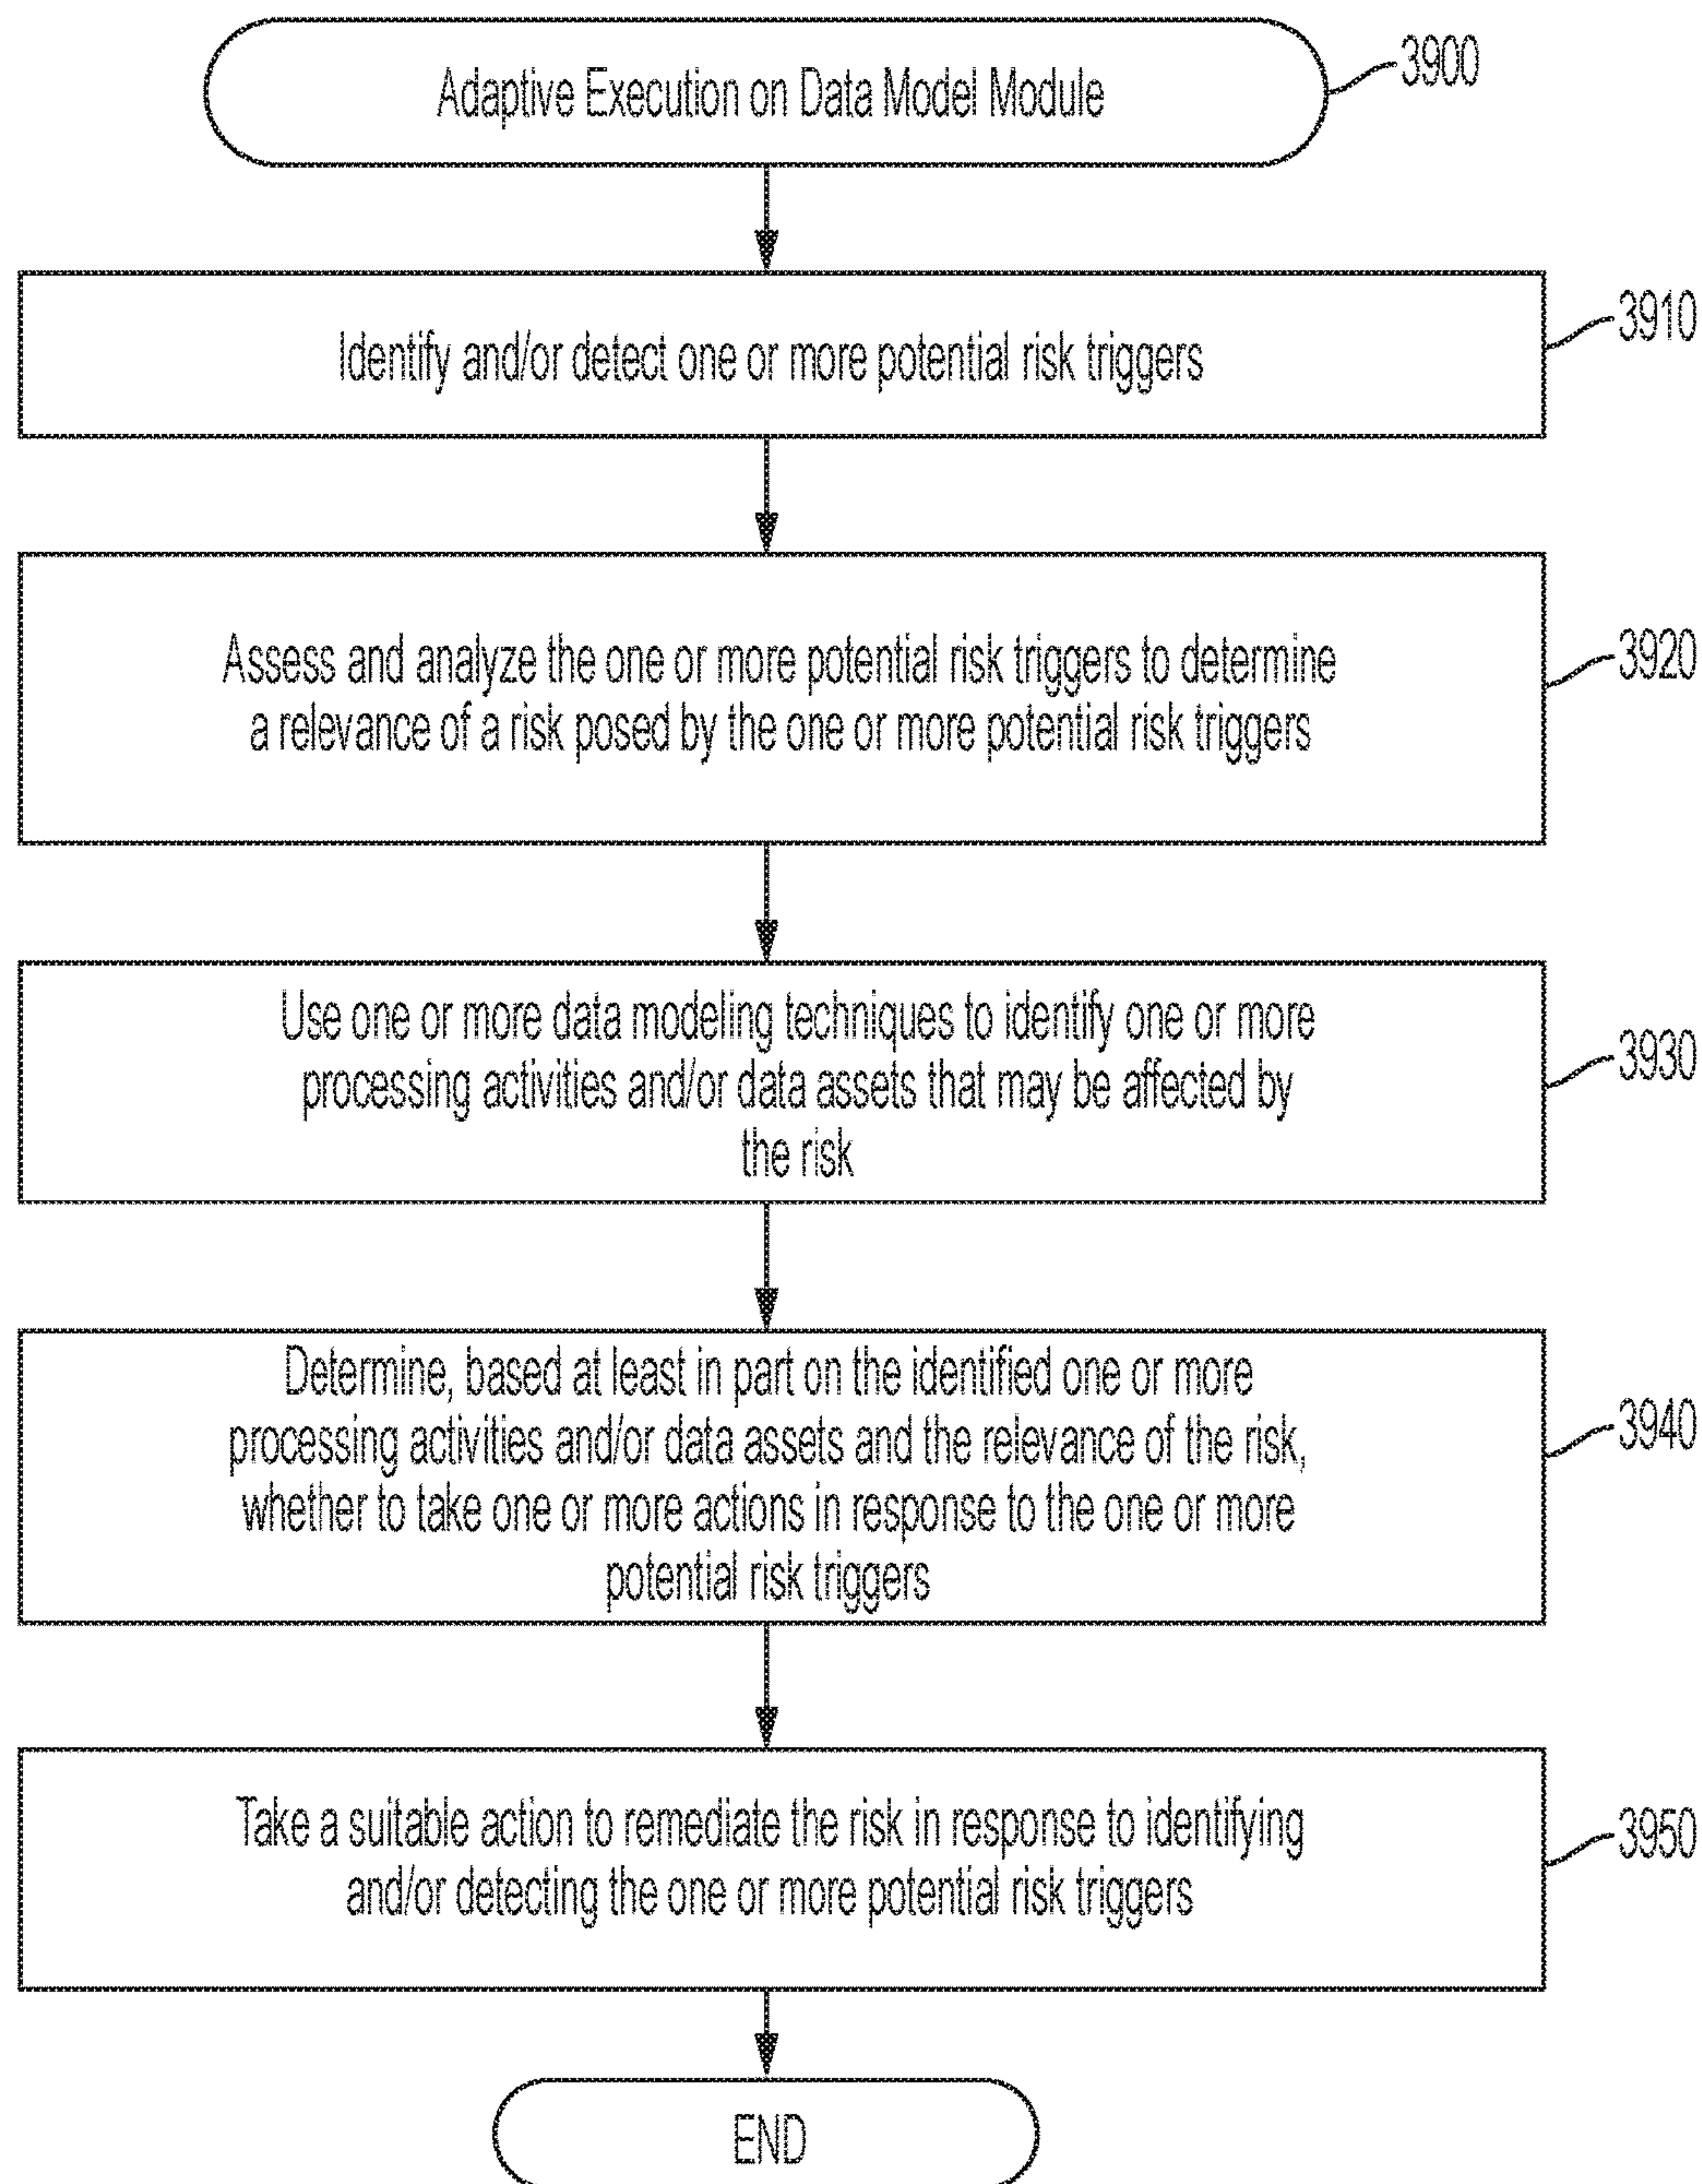 Adaptive Execution on Data Model Module
3900
Identify and/or detect one or more potential risk triggers
3910
Assess and analyze the one or more potential risk triggers to determine
a relevance of a risk posed by the one or more potential risk triggers
3920
Use one or more data modeling techniques to identify one or more
processing activities and/or data assets that may be affected by
the risk
3930
Determine, based at least in part on the identified one or more
processing activities and/or data assets and the relevance of the risk,
whether to take one or more actions in response to the one or more
potential risk triggers
3940
Take a suitable action to remediate the risk in response to identifying
and/or detecting the one or more potential risk triggers
3950
END